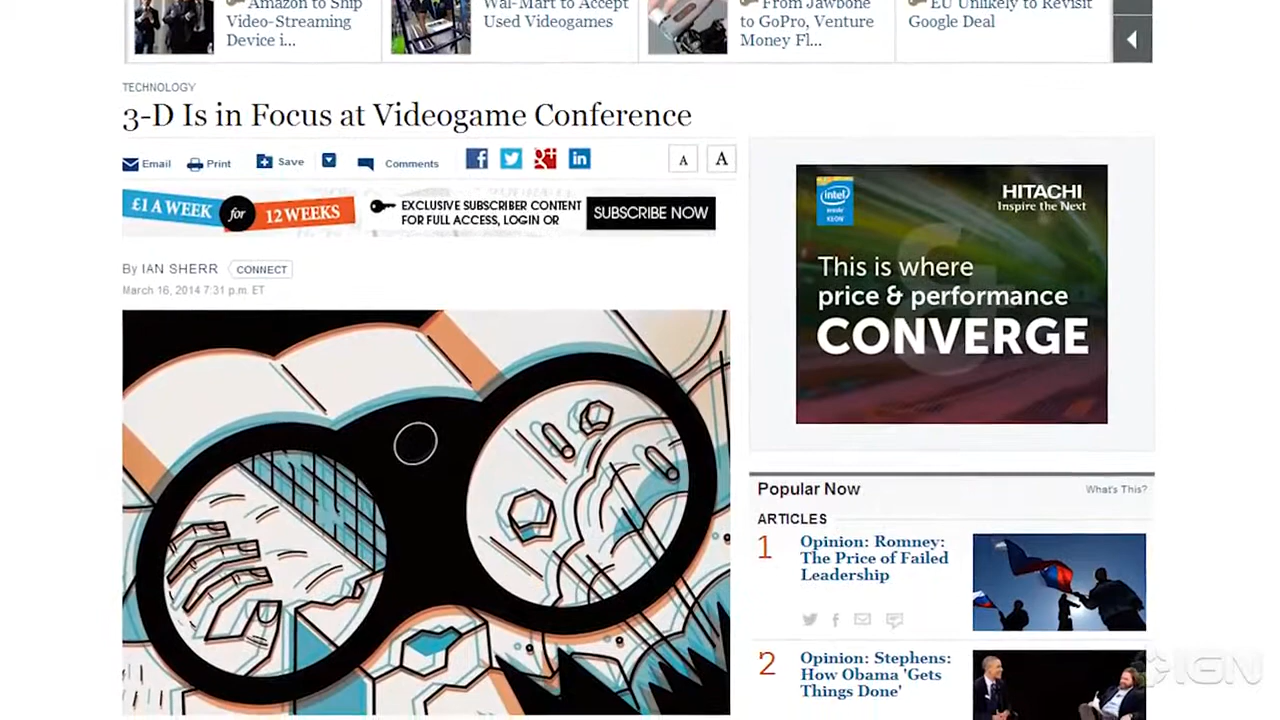 Amazon to Ship
Video-Streaming
Device i...
Wal-Mart to Accept
Used Videogames
From Jawbone
to GoPro, Venture
Money Fl...
EU Unlikely to Revisit
Google Deal
TECHNOLOGY
3-D Is in Focus at Videogame Conference
Email
Print
Save
Comments
f
g+
in
A
A
£1 A WEEK for 12 WEEKS
EXCLUSIVE SUBSCRIBER CONTENT
FOR FULL ACCESS, LOGIN OR
SUBSCRIBE NOW
By IAN SHERR
CONNECT
March 16, 2014 7:31 p.m. ET
intel
inside
XEON
HITACHI
Inspire the Next
This is where
price & performance
CONVERGE
Popular Now
What's This?
ARTICLES
1
Opinion: Romney:
The Price of Failed
Leadership
2
Opinion: Stephens:
How Obama 'Gets
Things Done'
IGN